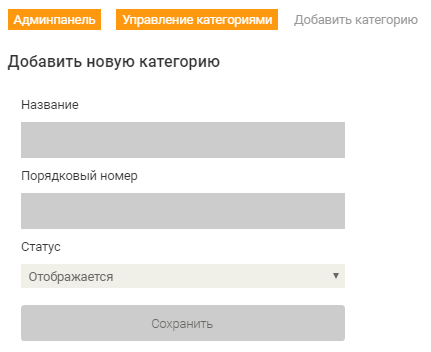 Админпанель Управление категориями Добавить категорию
Добавить новую категорию
Название
Порядковый номер
Статус
Отображается
Сохранить